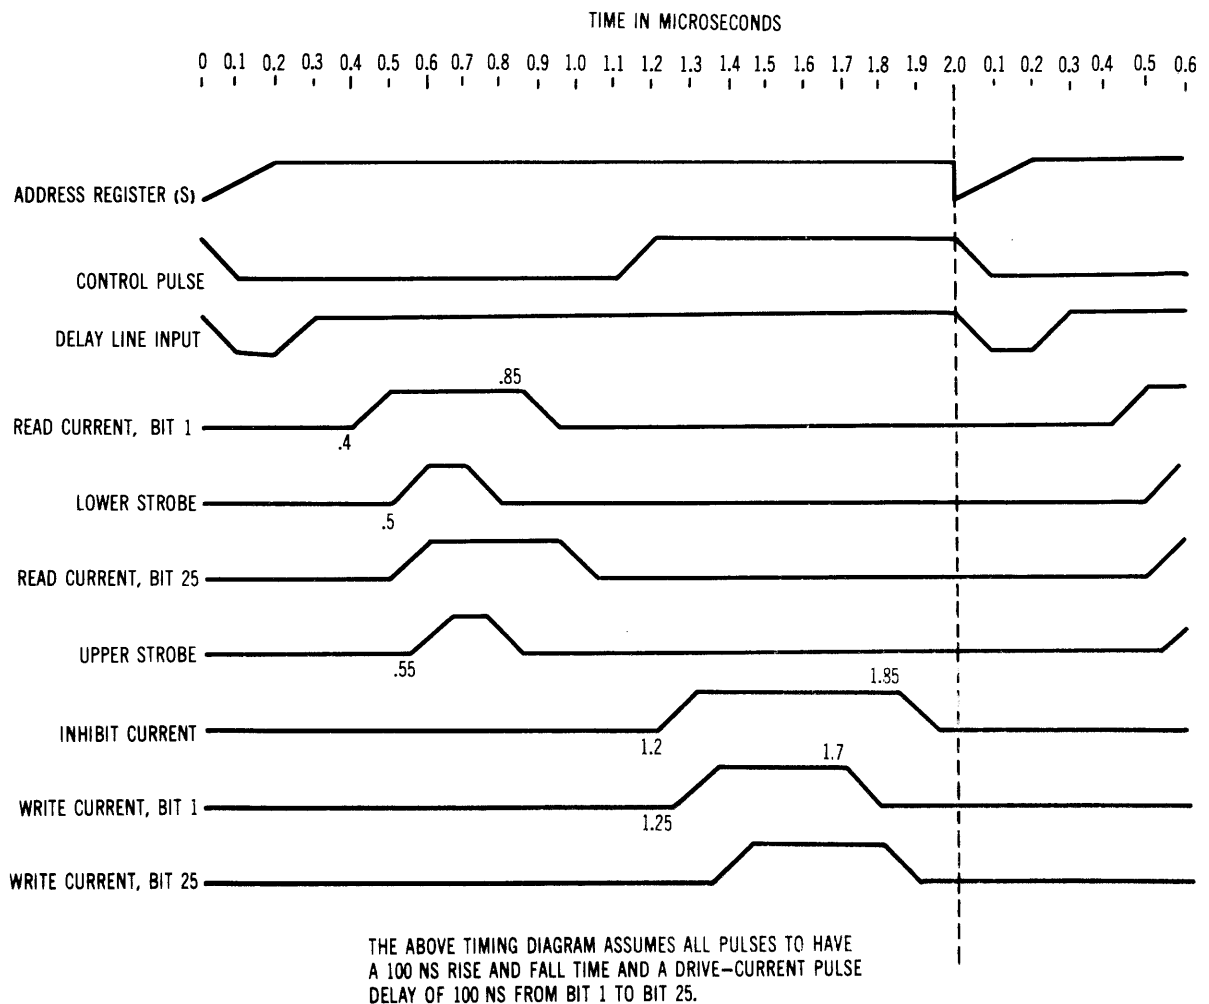 TIME IN MICROSECONDS
0 0.1 0.2 0.3 0.4 0.5 0.6 0.7 0.8 0.9 1.0 1.1 1.2 1.3 1.4 1.5 1.6 1.7 1.8 1.9 2.0 0.1 0.2 0.3 0.4 0.5 0.6
ADDRESS REGISTER (S)
CONTROL PULSE
DELAY LINE INPUT
.85
READ CURRENT, BIT 1
.4
LOWER STROBE
.5
READ CURRENT, BIT 25
UPPER STROBE
.55
1.85
INHIBIT CURRENT
1.2
1.7
WRITE CURRENT, BIT 1
1.25
WRITE CURRENT, BIT 25
THE ABOVE TIMING DIAGRAM ASSUMES ALL PULSES TO HAVE
A 100 NS RISE AND FALL TIME AND A DRIVE-CURRENT PULSE
DELAY OF 100 NS FROM BIT 1 TO BIT 25.